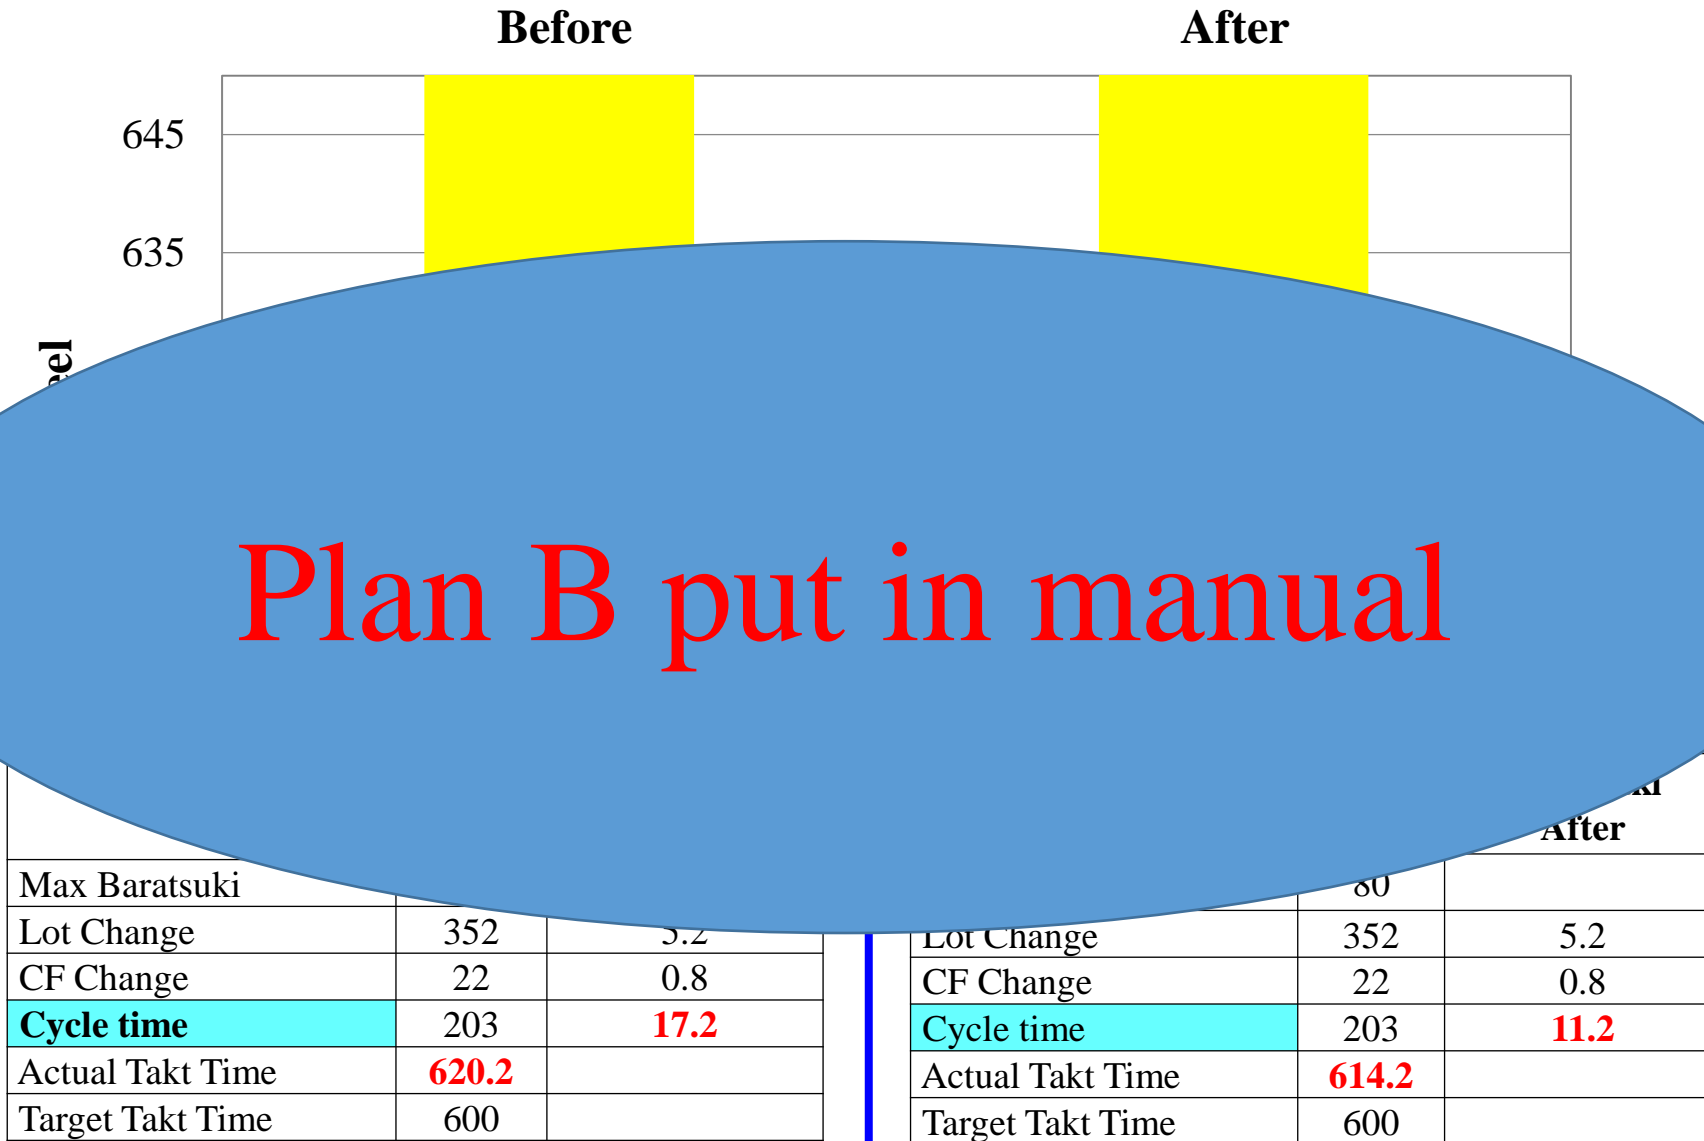 Before After
645
635
Plan B put in manual
After
Max Baratsuki 80
Lot Change 352 5.2 Lot Change 352 5.2
CF Change 22 0.8 CF Change 22 0.8
Cycle time 203 17.2 Cycle time 203 11.2
Actual Takt Time 620.2 Actual Takt Time 614.2
Target Takt Time 600 Target Takt Time 600